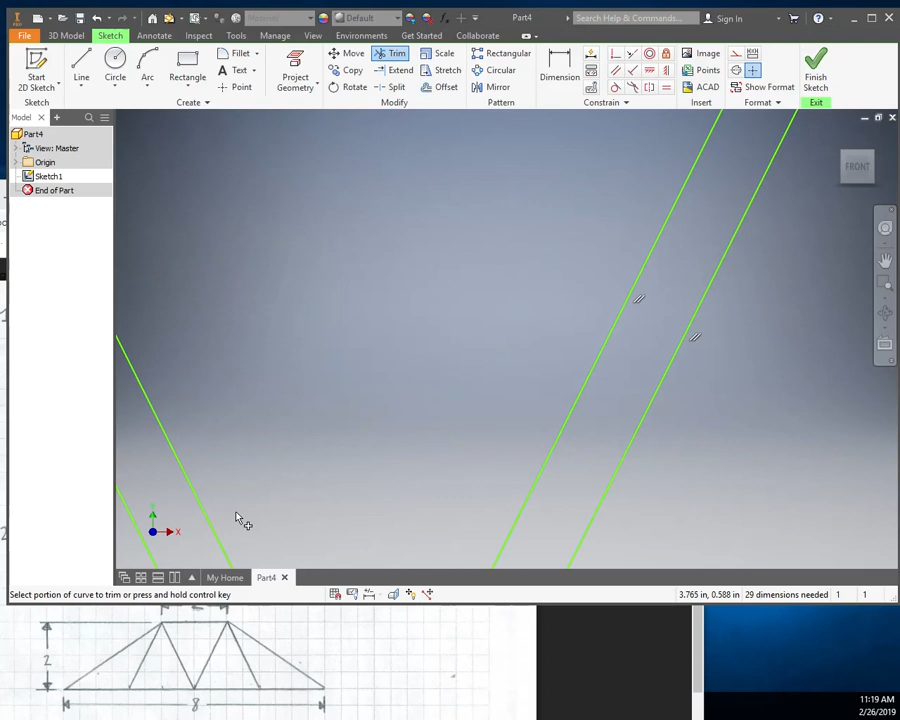 Material
Default
Part4
Search Help & Commands...
Sign In
File
3D Model
Sketch
Annotate
Inspect
Tools
Manage
View
Environments
Get Started
Collaborate
Start
2D Sketch
Line
Circle
Arc
Rectangle
Fillet
Text
Point
Project
Geometry
Move
Copy
Rotate
Trim
Extend
Split
Scale
Stretch
Offset
Rectangular
Circular
Mirror
Dimension
Image
Points
ACAD
Show Format
Finish
Sketch
Sketch
Create
Modify
Pattern
Constrain
Insert
Format
Exit
Model
Part4
View: Master
Origin
Sketch1
End of Part
FRONT
X
My Home
Part4
Select portion of curve to trim or press and hold control key
3.765 in, 0.588 in
29 dimensions needed
1
1
2
8
11:19 AM
2/26/2019